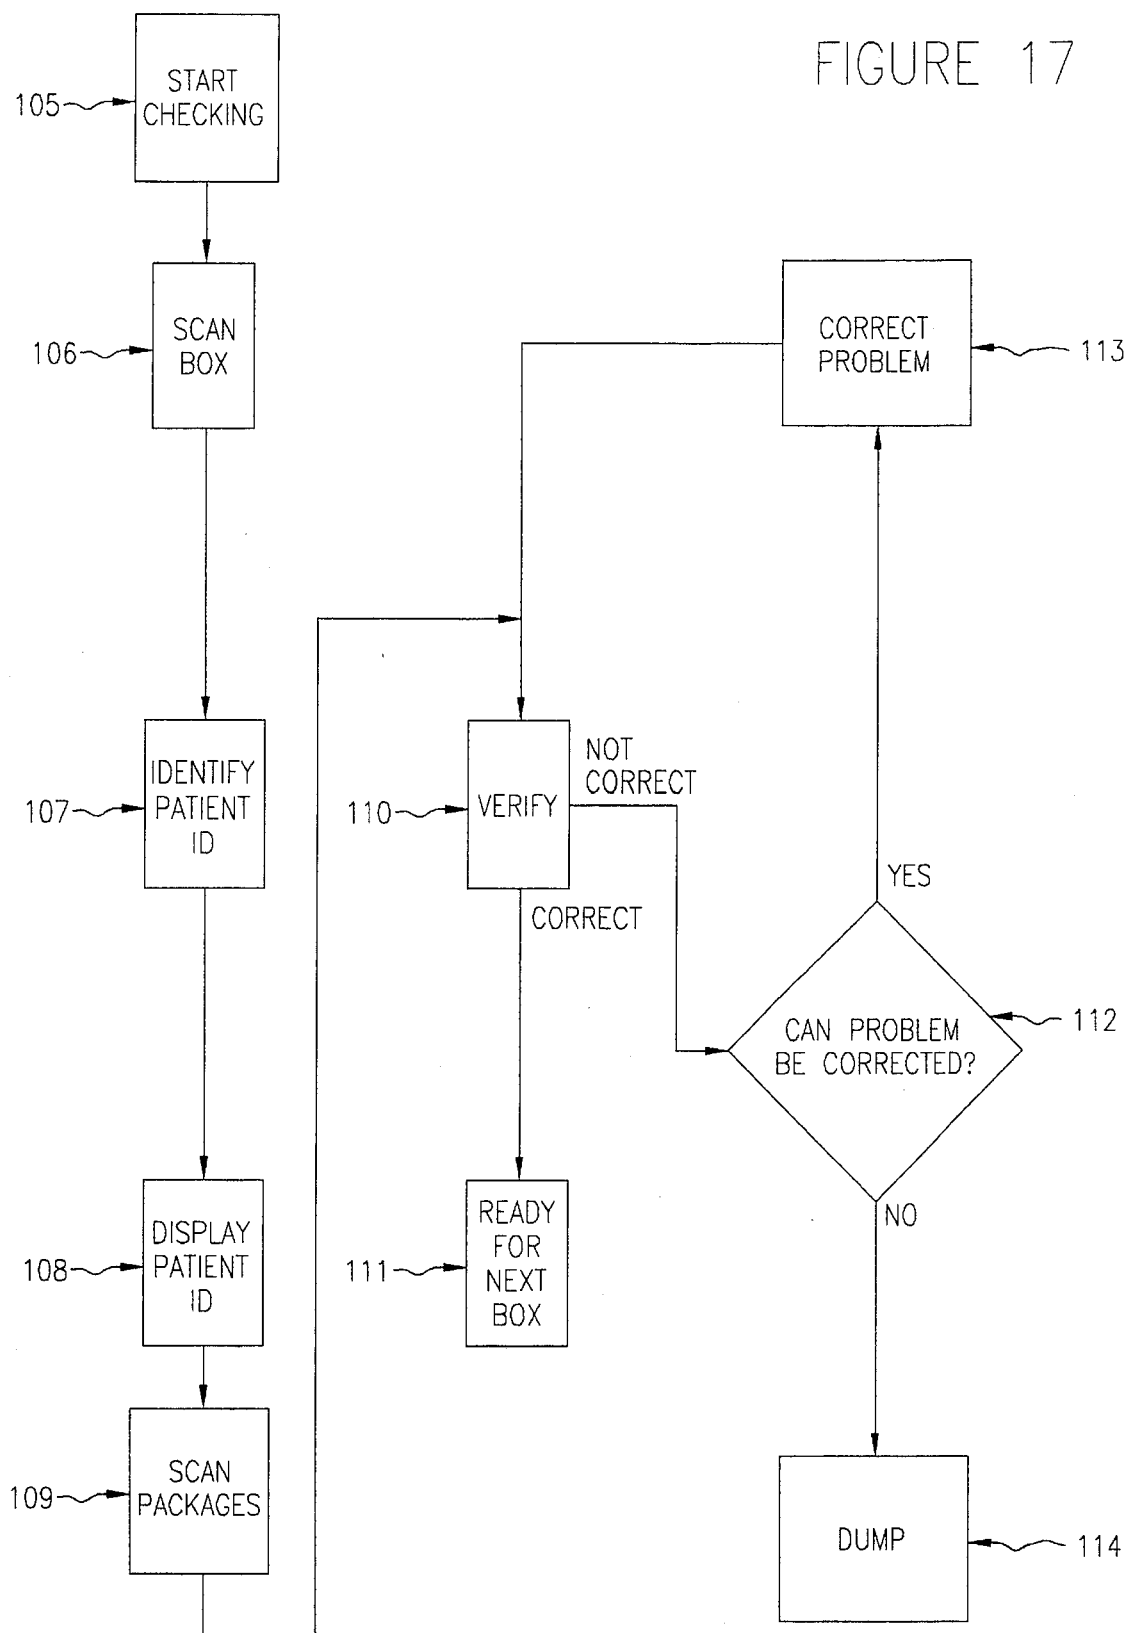 FIGURE 17
105
START
CHECKING
106
SCAN
BOX
107
IDENTIFY
PATIENT
ID
108
DISPLAY
PATIENT
ID
109
SCAN
PACKAGES
110
VERIFY
NOT
CORRECT
CORRECT
111
READY
FOR
NEXT
BOX
CORRECT
PROBLEM
113
YES
CAN PROBLEM
BE CORRECTED?
112
NO
DUMP
114